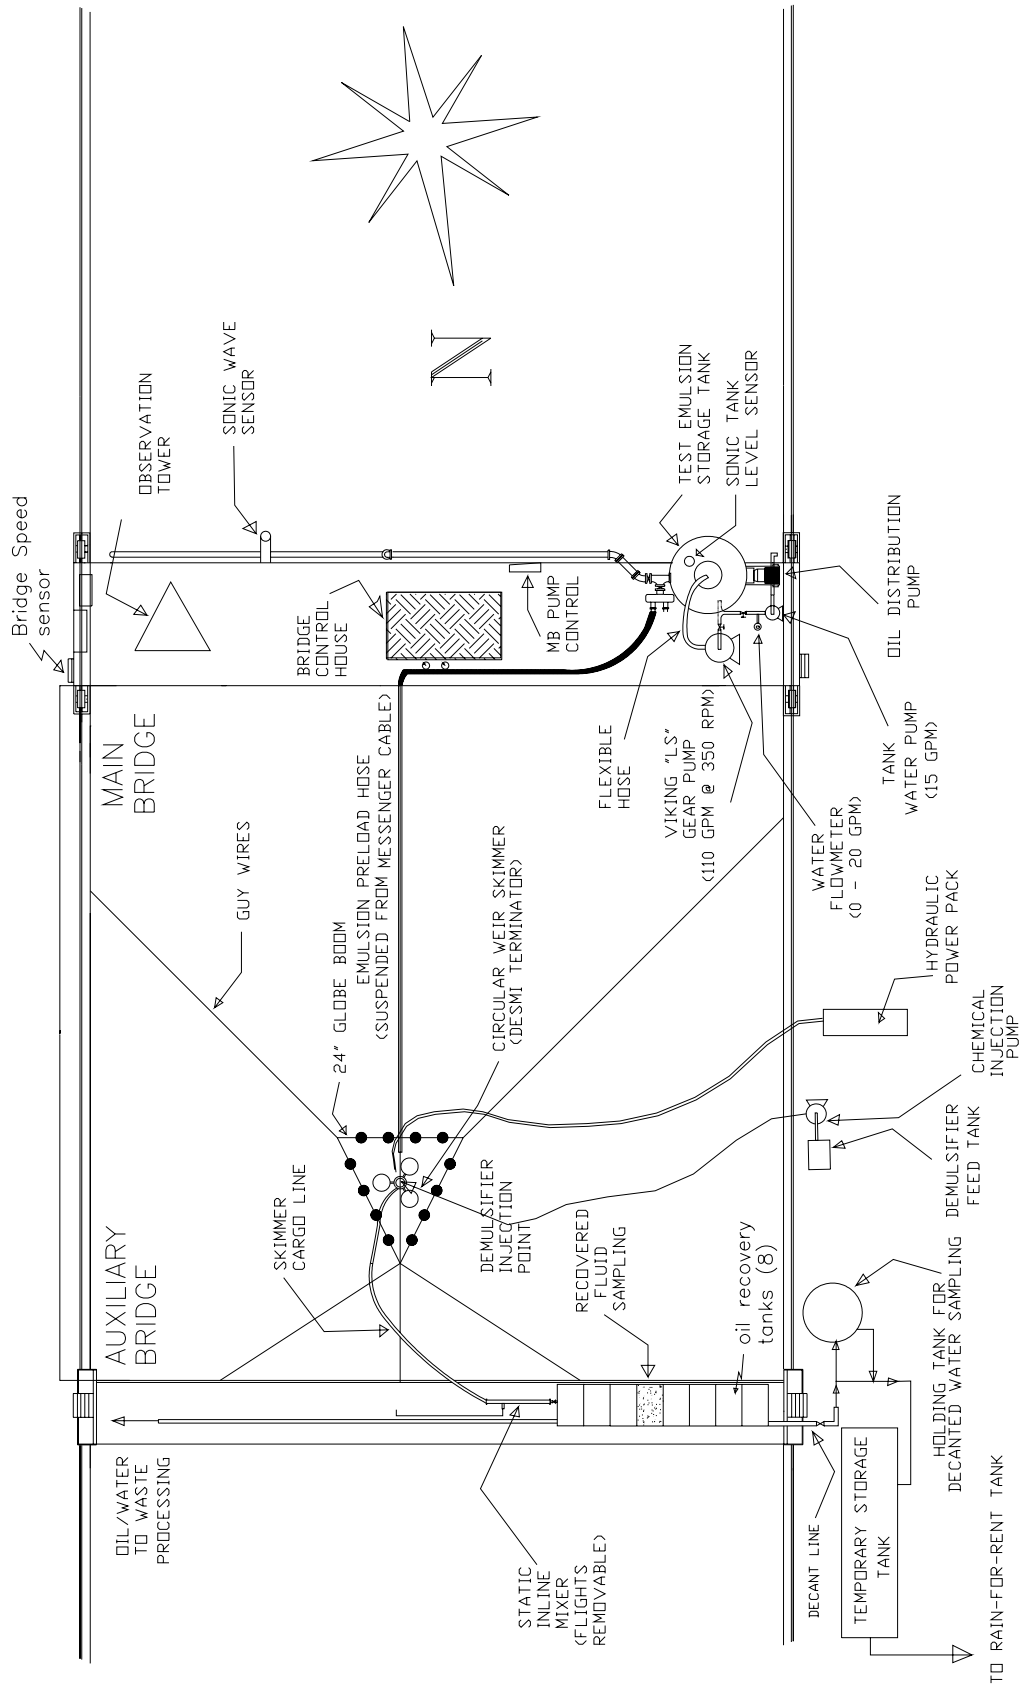 Bridge Speed
sensor
OBSERVATION
TOWER
SONIC WAVE
SENSOR
N
TEST EMULSION
STORAGE TANK
SONIC TANK
LEVEL SENSOR
MAIN
BRIDGE
BRIDGE
CONTROL
HOUSE
MB PUMP
CONTROL
OIL DISTRIBUTION
PUMP
GUY WIRES
24" GLOBE BOOM
EMULSION PRELOAD HOSE
(SUSPENDED FROM MESSENGER CABLE)
CIRCULAR WEIR SKIMMER
(DESMI TERMINATOR)
FLEXIBLE
HOSE
VIKING "LS"
GEAR PUMP
(110 GPM @ 350 RPM)
WATER
FLOWMETER
(0 - 20 GPM)
TANK
WATER PUMP
(15 GPM)
HYDRAULIC
POWER PACK
CHEMICAL
INJECTION
PUMP
AUXILIARY
BRIDGE
SKIMMER
CARGO LINE
DEMULSIFIER
INJECTION
POINT
RECOVERED
FLUID
SAMPLING
oil recovery
tanks (8)
DEMULSIFIER
FEED TANK
HOLDING TANK FOR
DECANTED WATER SAMPLING
OIL/WATER
TO WASTE
PROCESSING
STATIC
INLINE
MIXER
(FLIGHTS
REMOVABLE)
DECANT LINE
TEMPORARY STORAGE
TANK
TO RAIN-FOR-RENT TANK